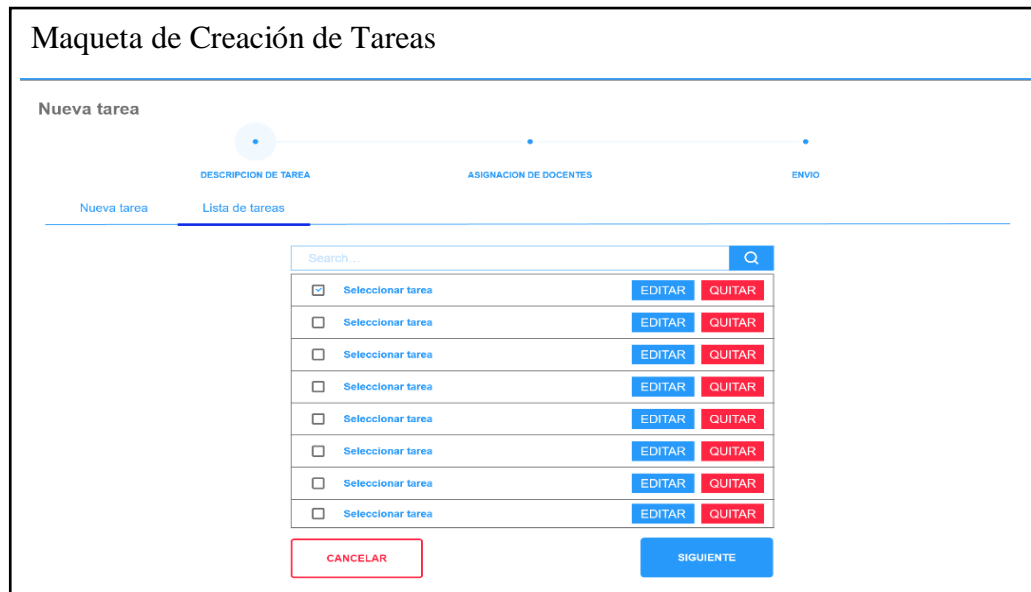 Maqueta de Creación de Tareas
Nueva tarea
DESCRIPCION DE TAREA ASIGNACION DE DOCENTES ENVIO
Nueva tarea Lista de tareas
Search...
Seleccionar tarea EDITAR QUITAR
Seleccionar tarea EDITAR QUITAR
Seleccionar tarea EDITAR QUITAR
Seleccionar tarea EDITAR QUITAR
Seleccionar tarea EDITAR QUITAR
Seleccionar tarea EDITAR QUITAR
Seleccionar tarea EDITAR QUITAR
Seleccionar tarea EDITAR QUITAR
CANCELAR SIGUIENTE